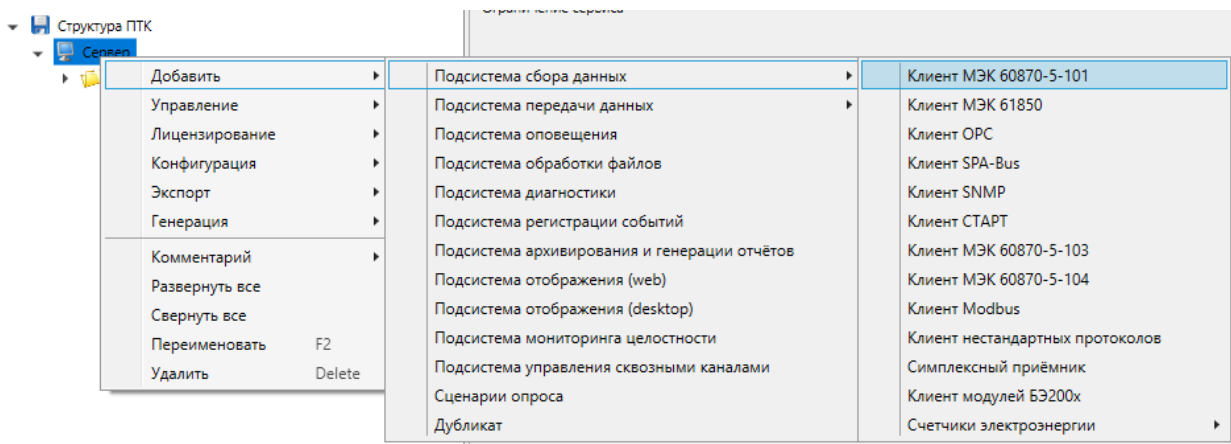 Ограничение сервиса
Структура ПТК
Сервер
Добавить
Управление
Лицензирование
Конфигурация
Экспорт
Генерация
Комментарий
Развернуть все
Свернуть все
Переименовать F2
Удалить Delete
Подсистема сбора данных
Подсистема передачи данных
Подсистема оповещения
Подсистема обработки файлов
Подсистема диагностики
Подсистема регистрации событий
Подсистема архивирования и генерации отчётов
Подсистема отображения (web)
Подсистема отображения (desktop)
Подсистема мониторинга целостности
Подсистема управления сквозными каналами
Сценарии опроса
Дубликат
Клиент МЭК 60870-5-101
Клиент МЭК 61850
Клиент OPC
Клиент SPA-Bus
Клиент SNMP
Клиент СТАРТ
Клиент МЭК 60870-5-103
Клиент МЭК 60870-5-104
Клиент Modbus
Клиент нестандартных протоколов
Симплексный приёмник
Клиент модулей БЭ200х
Счетчики электроэнергии